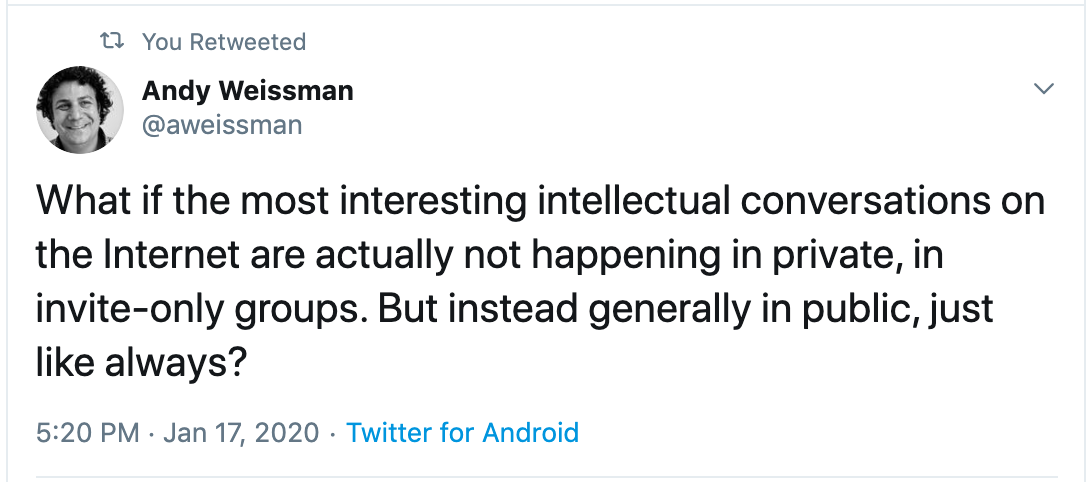 You Retweeted
Andy Weissman
@aweissman
What if the most interesting intellectual conversations on
the Internet are actually not happening in private, in
invite-only groups. But instead generally in public, just
like always?
5:20 PM · Jan 17, 2020 · Twitter for Android